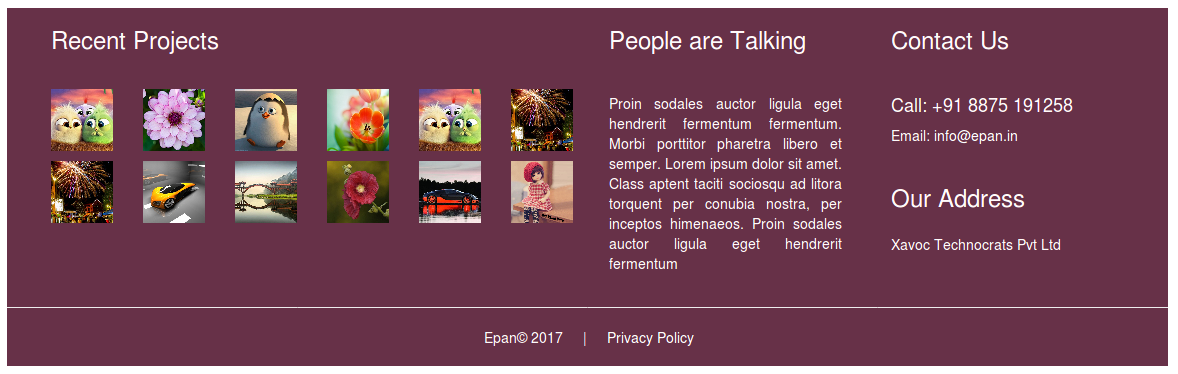 Recent Projects
People are Talking
Proin sodales auctor ligula eget
hendrerit fermentum fermentum.
Morbi porttitor pharetra libero et
semper. Lorem ipsum dolor sit amet.
Class aptent taciti sociosqu ad litora
torquent per conubia nostra, per
inceptos himenaeos. Proin sodales
auctor ligula eget hendrerit
fermentum
Contact Us
Call: +91 8875 191258
Email: info@epan.in
Our Address
Xavoc Technocrats Pvt Ltd
Epan© 2017 | Privacy Policy